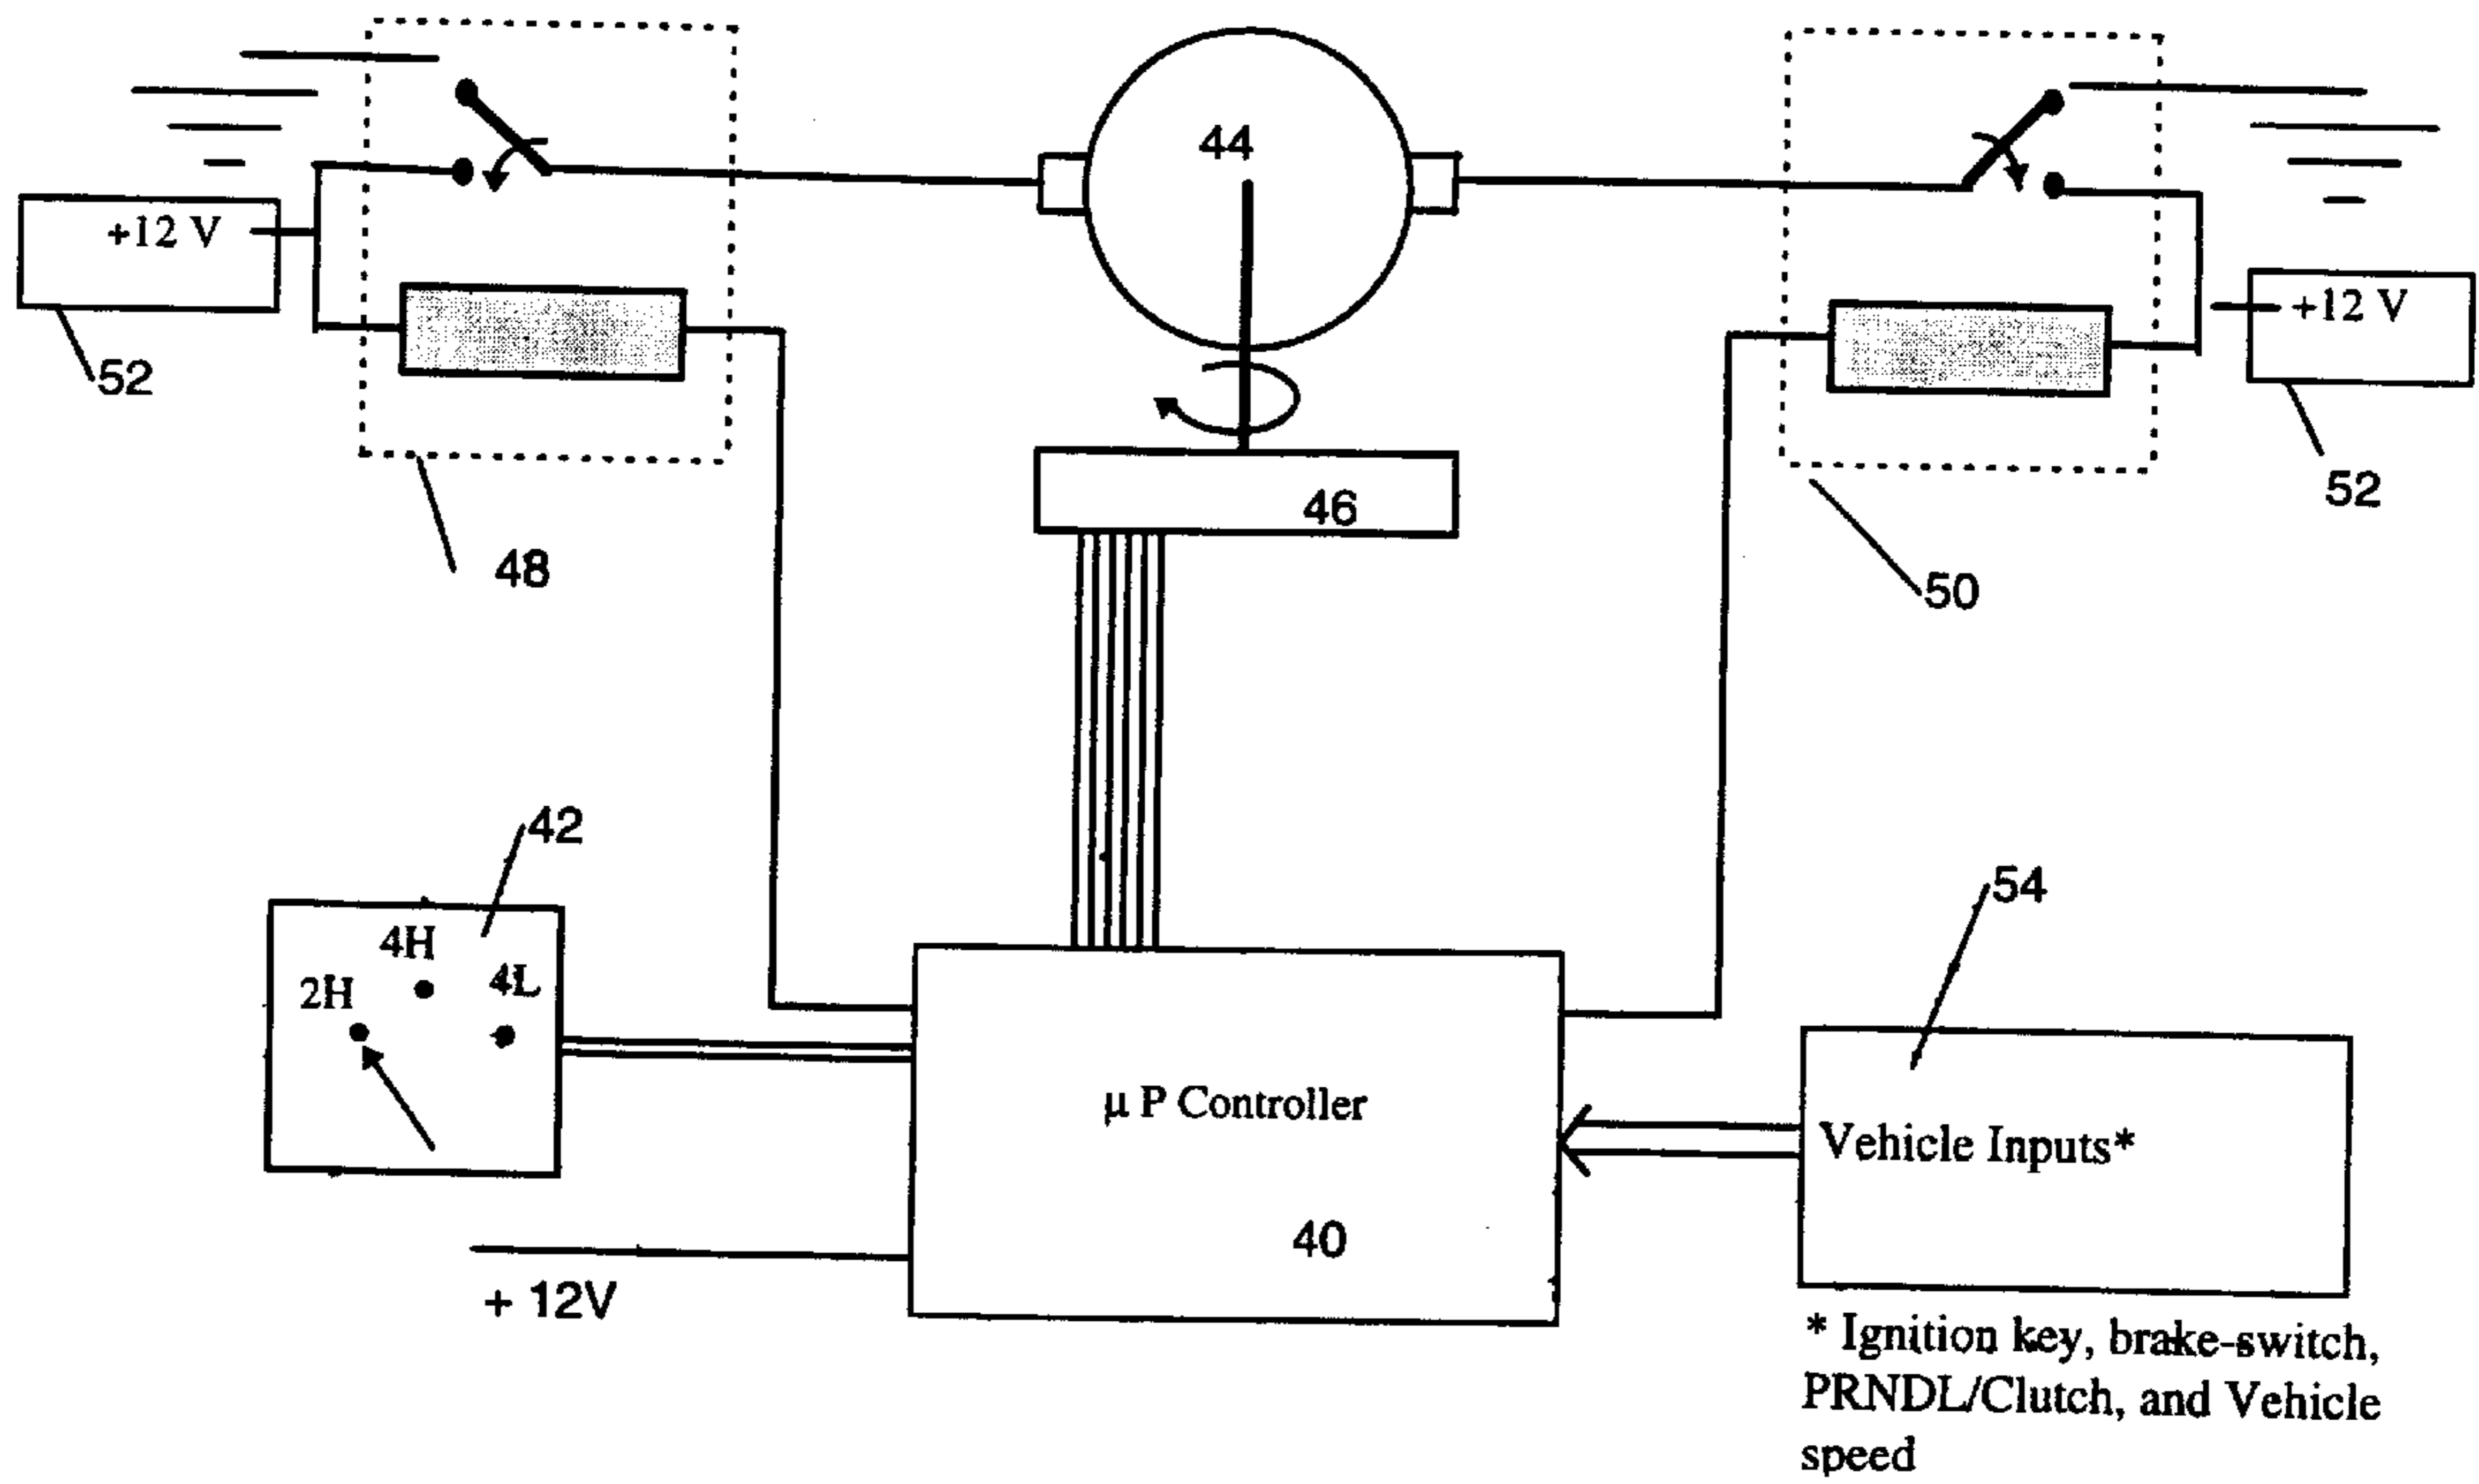 44
+12 V
+12 V
52
46
52
48
50
42
54
4H
4L
2H
μ P Controller
Vehicle Inputs*
40
+ 12V
* Ignition key, brake-switch,
PRNDL/Clutch, and Vehicle
speed